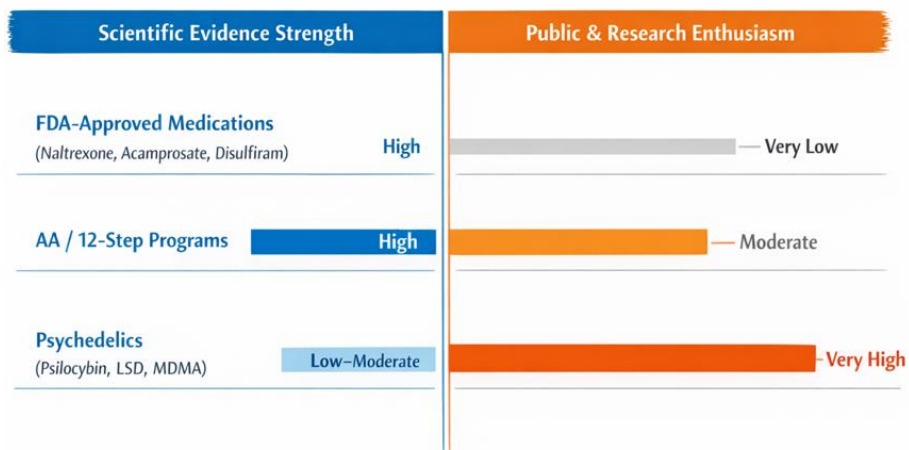 Scientific Evidence Strength
Public & Research Enthusiasm
FDA-Approved Medications
(Naltrexone, Acamprosate, Disulfiram)
High
Very Low
AA / 12-Step Programs
High
Moderate
Psychedelics
(Psilocybin, LSD, MDMA)
Low–Moderate
Very High